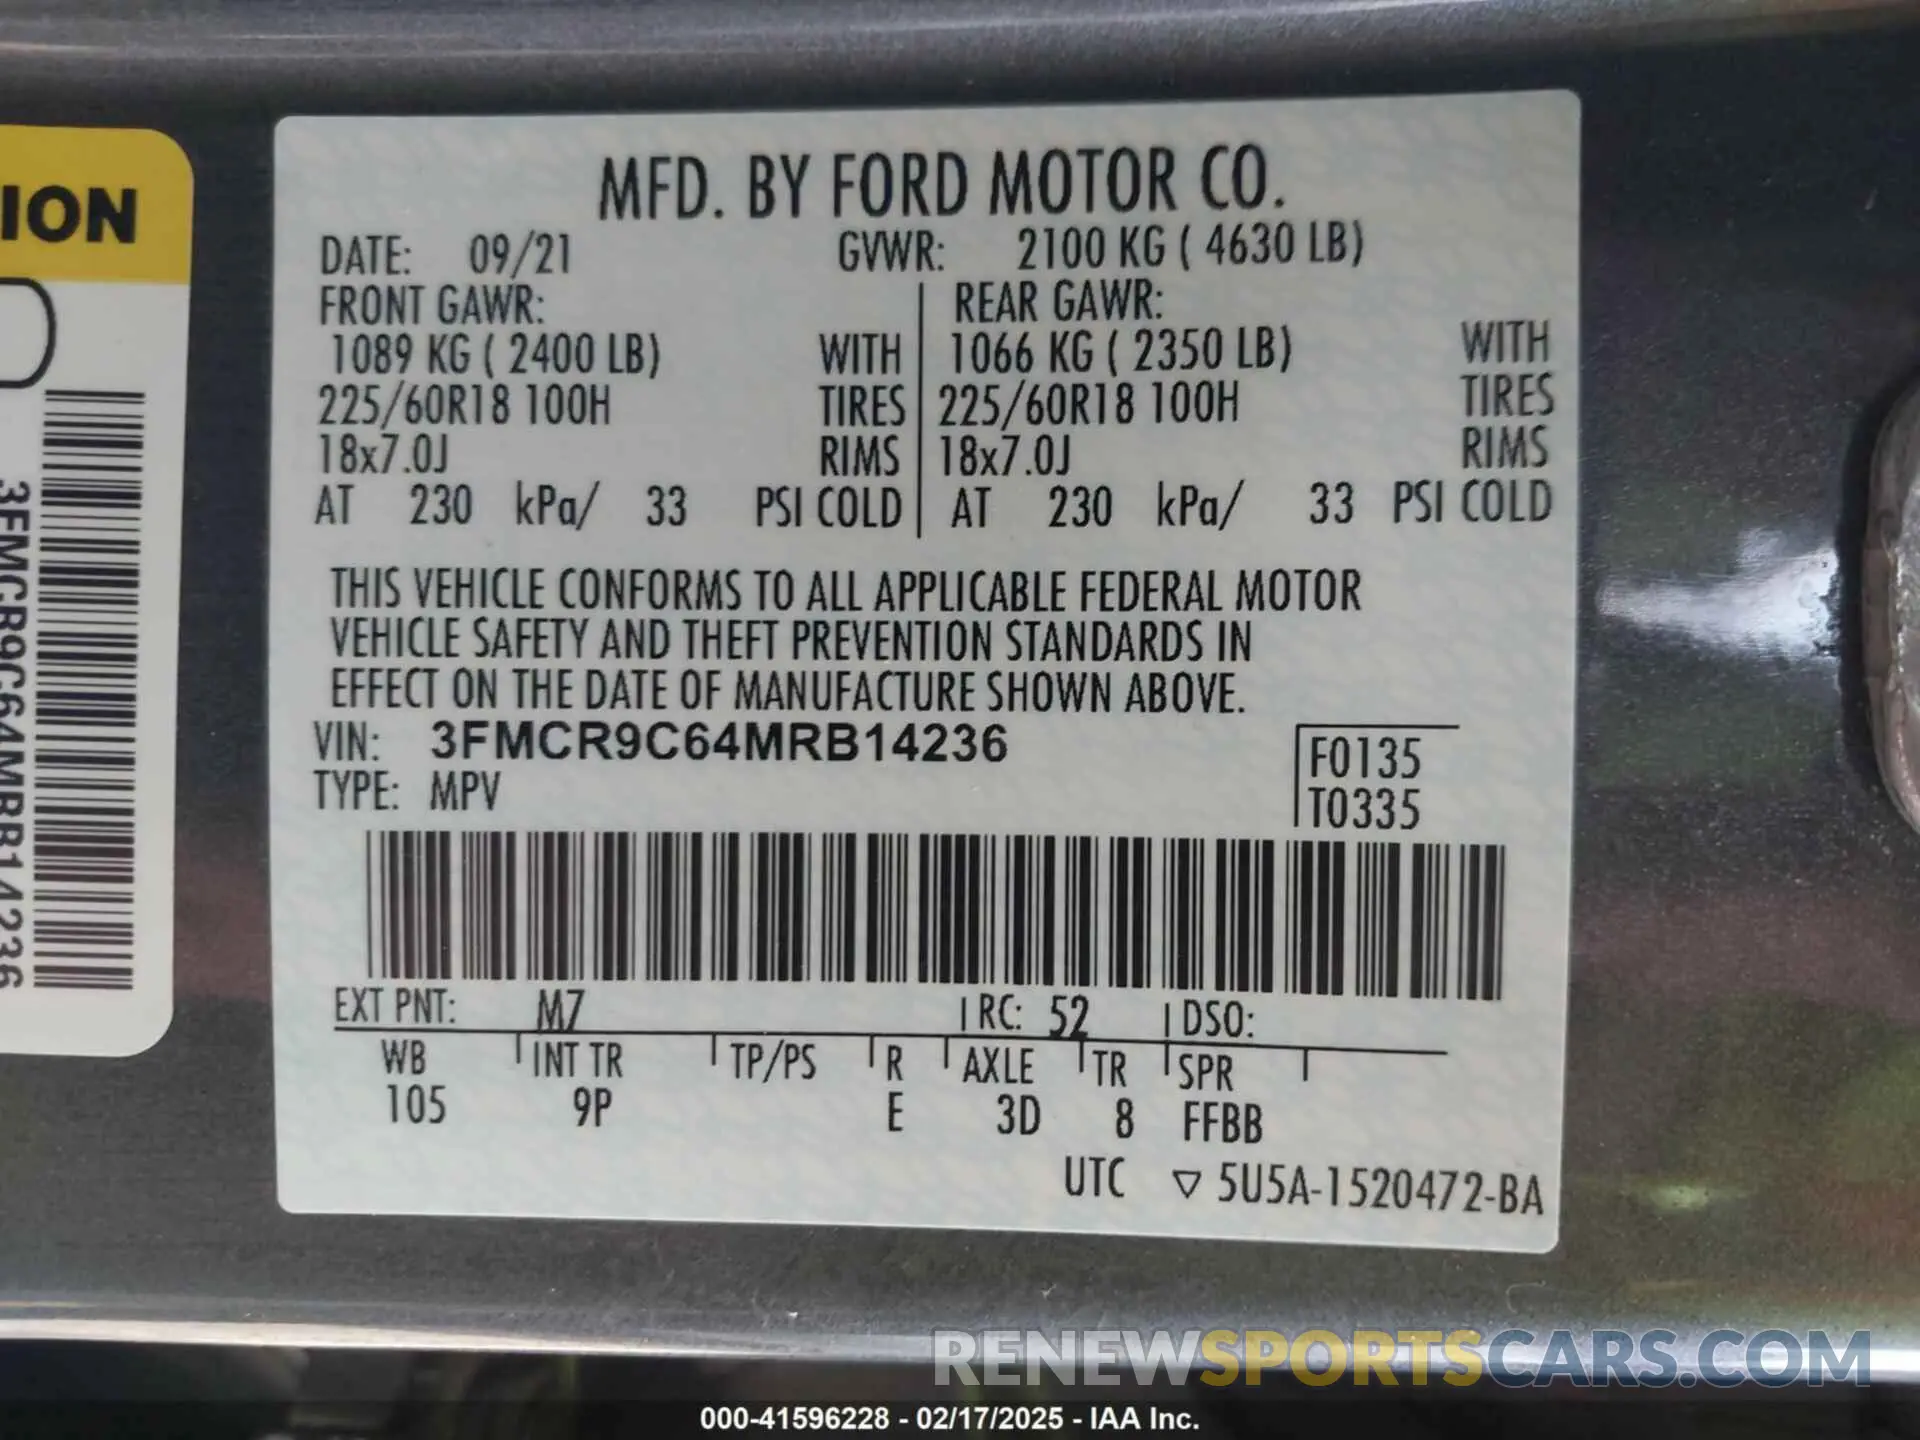 ION
3FMCR9C64MRB14236
MFD. BY FORD MOTOR CO.
DATE: 09/21 GVWR: 2100 KG ( 4630 LB)
FRONT GAWR: REAR GAWR:
1089 KG ( 2400 LB) WITH 1066 KG ( 2350 LB) WITH
225/60R18 100H TIRES 225/60R18 100H TIRES
18x7.0J RIMS 18x7.0J RIMS
AT 230 kPa/ 33 PSI COLD AT 230 kPa/ 33 PSI COLD
THIS VEHICLE CONFORMS TO ALL APPLICABLE FEDERAL MOTOR
VEHICLE SAFETY AND THEFT PREVENTION STANDARDS IN
EFFECT ON THE DATE OF MANUFACTURE SHOWN ABOVE.
VIN: 3FMCR9C64MRB14236 F0135
TYPE: MPV T0335
EXT PNT: M7 RC: 52 DSO:
WB INT TR TP/PS R AXLE TR SPR
105 9P E 3D 8 FFBB
UTC ▽ 5U5A-1520472-BA
RENEWSPORTSCARS.COM
000-41596228 - 02/17/2025 - IAA Inc.